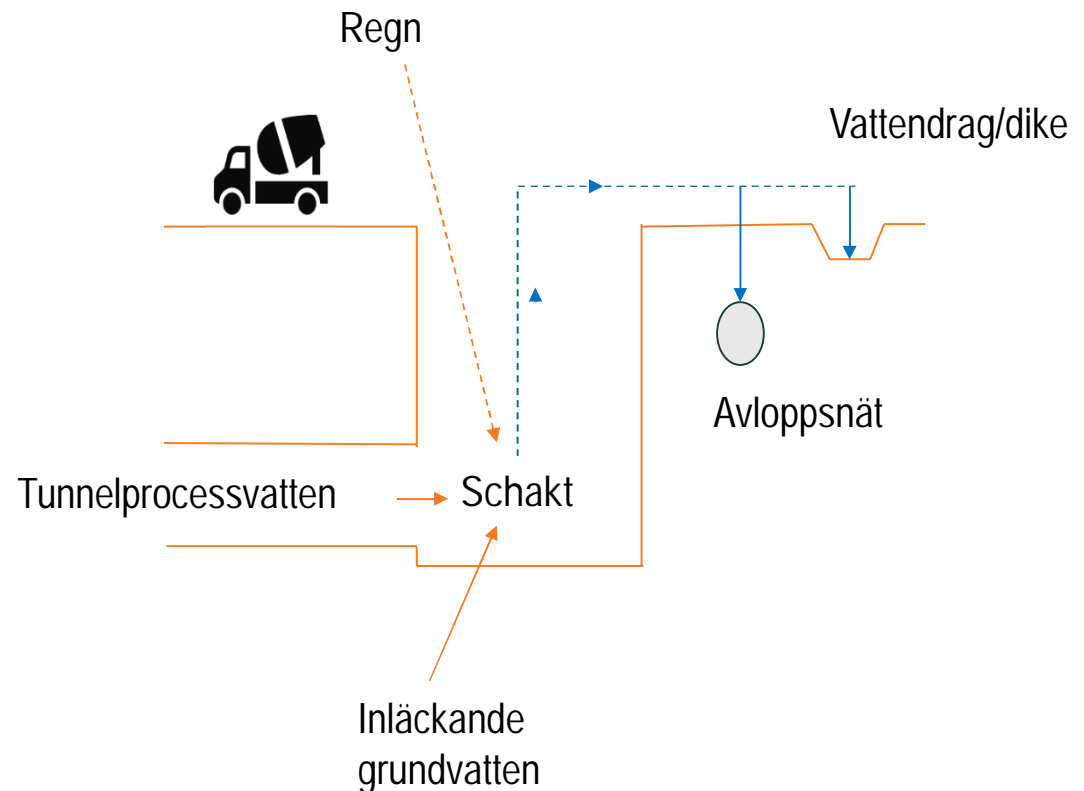 Regn
Vattendrag/dike
Avloppsnät
Tunnelprocessvatten
Schakt
Inläckande
grundvatten